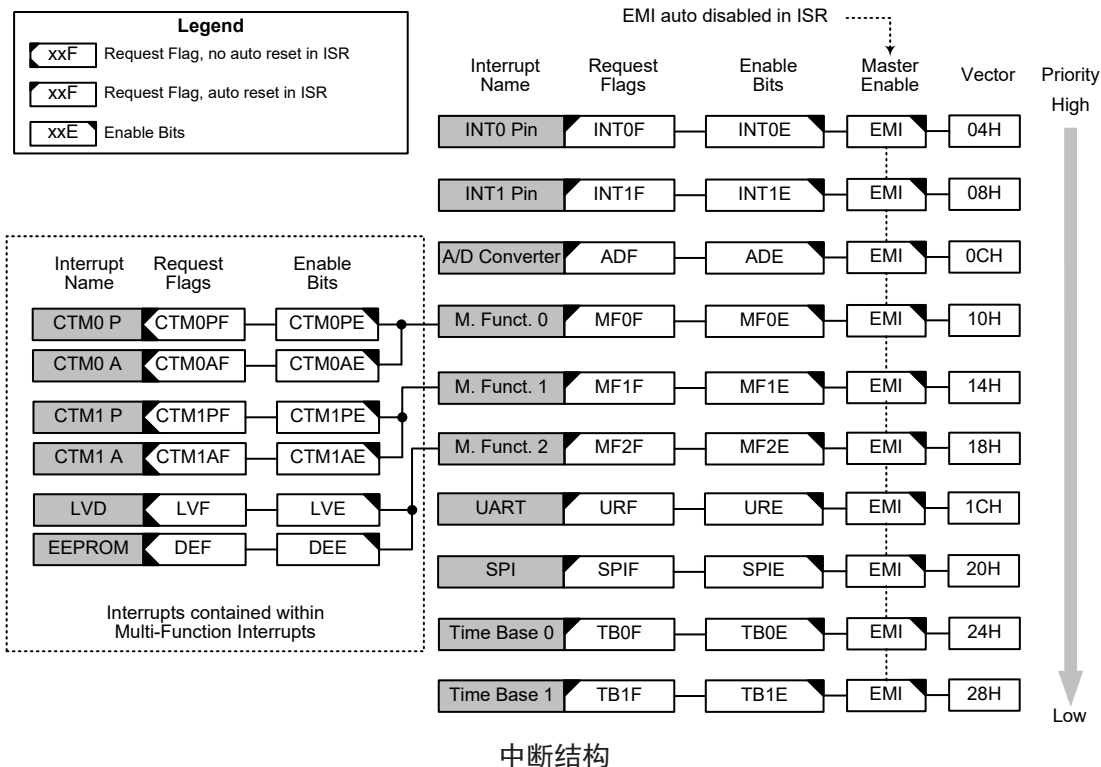 Legend
xxF Request Flag, no auto reset in ISR
xxF Request Flag, auto reset in ISR
xxE Enable Bits
EMI auto disabled in ISR
Interrupt Name
Request Flags
Enable Bits
Master Enable
Vector
Priority
High
INT0 Pin INT0F INT0E EMI 04H
INT1 Pin INT1F INT1E EMI 08H
A/D Converter ADF ADE EMI 0CH
M. Funct. 0 MF0F MF0E EMI 10H
M. Funct. 1 MF1F MF1E EMI 14H
M. Funct. 2 MF2F MF2E EMI 18H
UART URF URE EMI 1CH
SPI SPIF SPIE EMI 20H
Time Base 0 TB0F TB0E EMI 24H
Time Base 1 TB1F TB1E EMI 28H
Low
Interrupt Name
Request Flags
Enable Bits
CTM0 P CTM0PF CTM0PE
CTM0 A CTM0AF CTM0AE
CTM1 P CTM1PF CTM1PE
CTM1 A CTM1AF CTM1AE
LVD LVF LVE
EEPROM DEF DEE
Interrupts contained within
Multi-Function Interrupts
中断结构